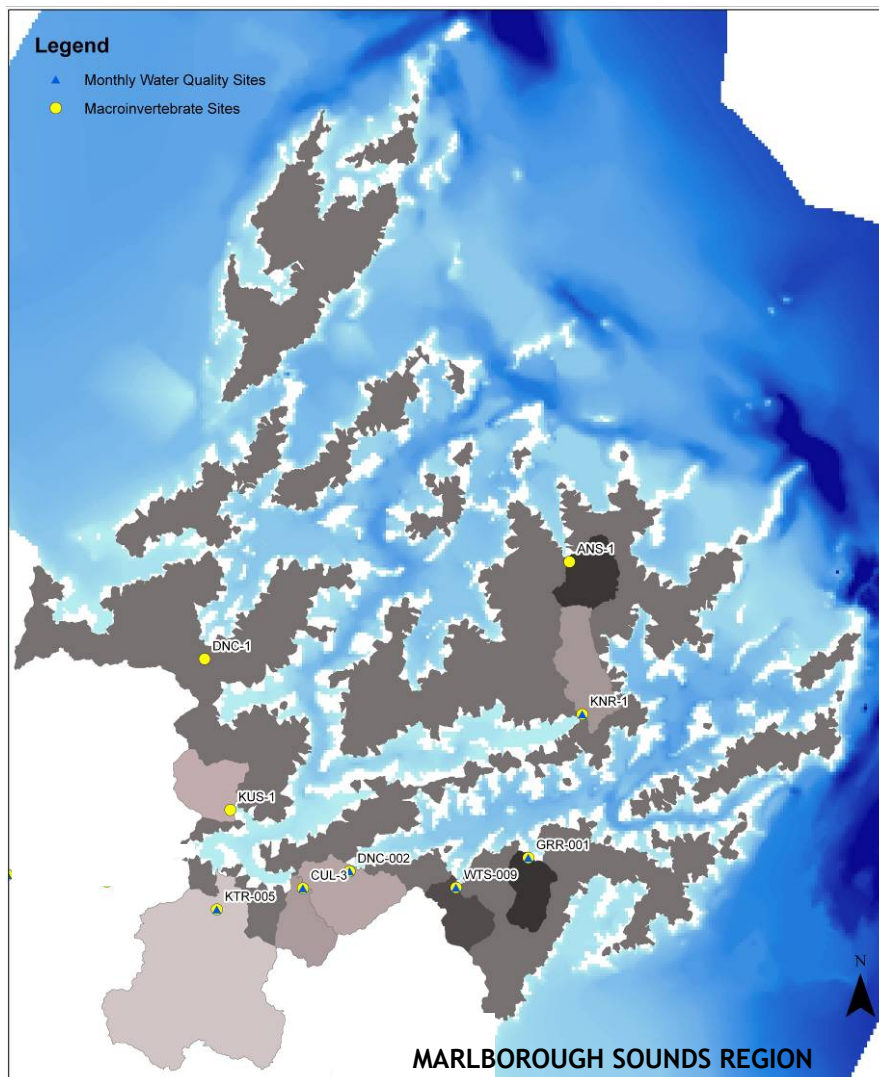 Legend
Monthly Water Quality Sites
Macroinvertebrate Sites
ANS-1
DNC-1
KNR-1
KUS-1
GRR-001
DNC-002
WTS-009
CUL-3
KTR-005
N
MARLBOROUGH SOUNDS REGION